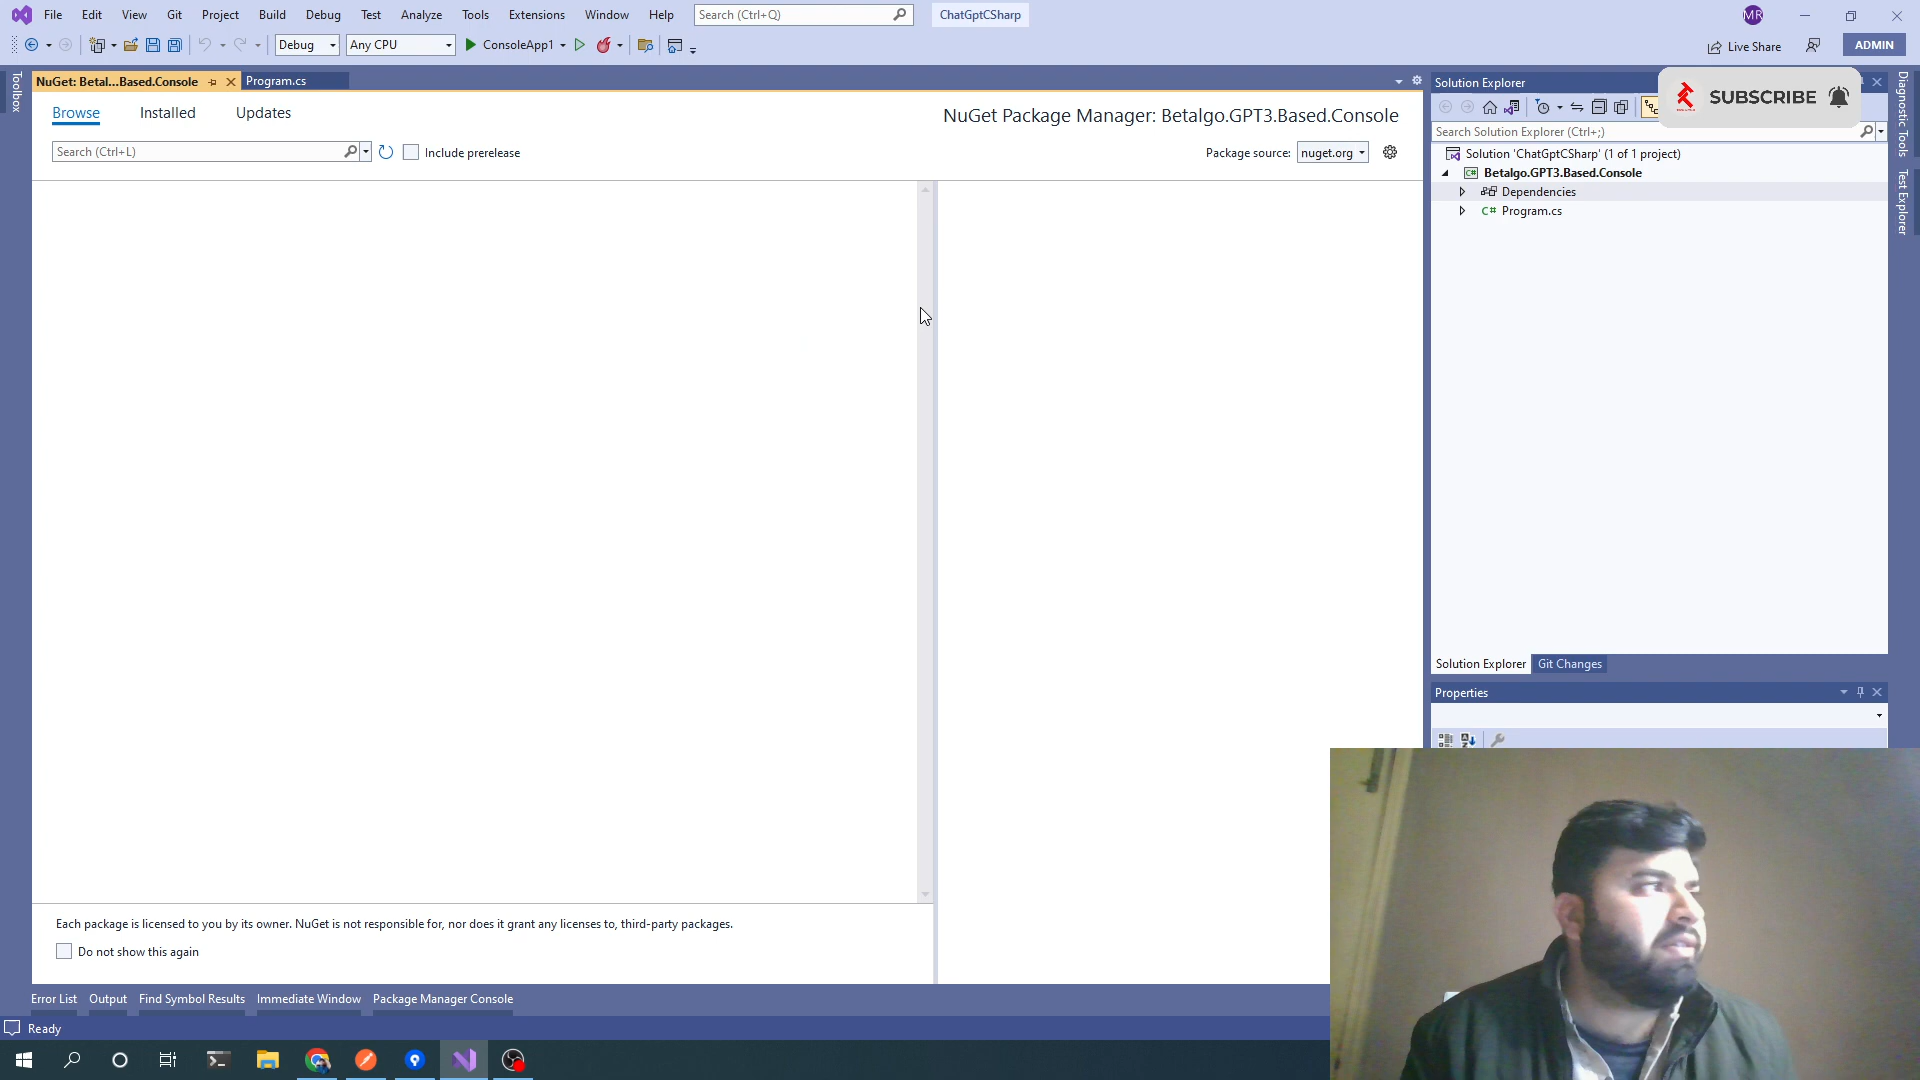 File Edit View Git Project Build Debug Test Analyze Tools Extensions Window Help Search (Ctrl+Q) ChatGptCSharp MR
Debug Any CPU ConsoleApp1 Live Share ADMIN
Toolbox
NuGet: Betal...Based.Console Program.cs
Browse Installed Updates
NuGet Package Manager: Betalgo.GPT3.Based.Console
Search (Ctrl+L) Include prerelease
Package source: nuget.org
Each package is licensed to you by its owner. NuGet is not responsible for, nor does it grant any licenses to, third-party packages.
Do not show this again
Solution Explorer
SUBSCRIBE
Search Solution Explorer (Ctrl+;)
Solution 'ChatGptCSharp' (1 of 1 project)
Betalgo.GPT3.Based.Console
Dependencies
C# Program.cs
Solution Explorer Git Changes
Properties
Diagnostic Tools
Test Explorer
Error List Output Find Symbol Results Immediate Window Package Manager Console
Ready